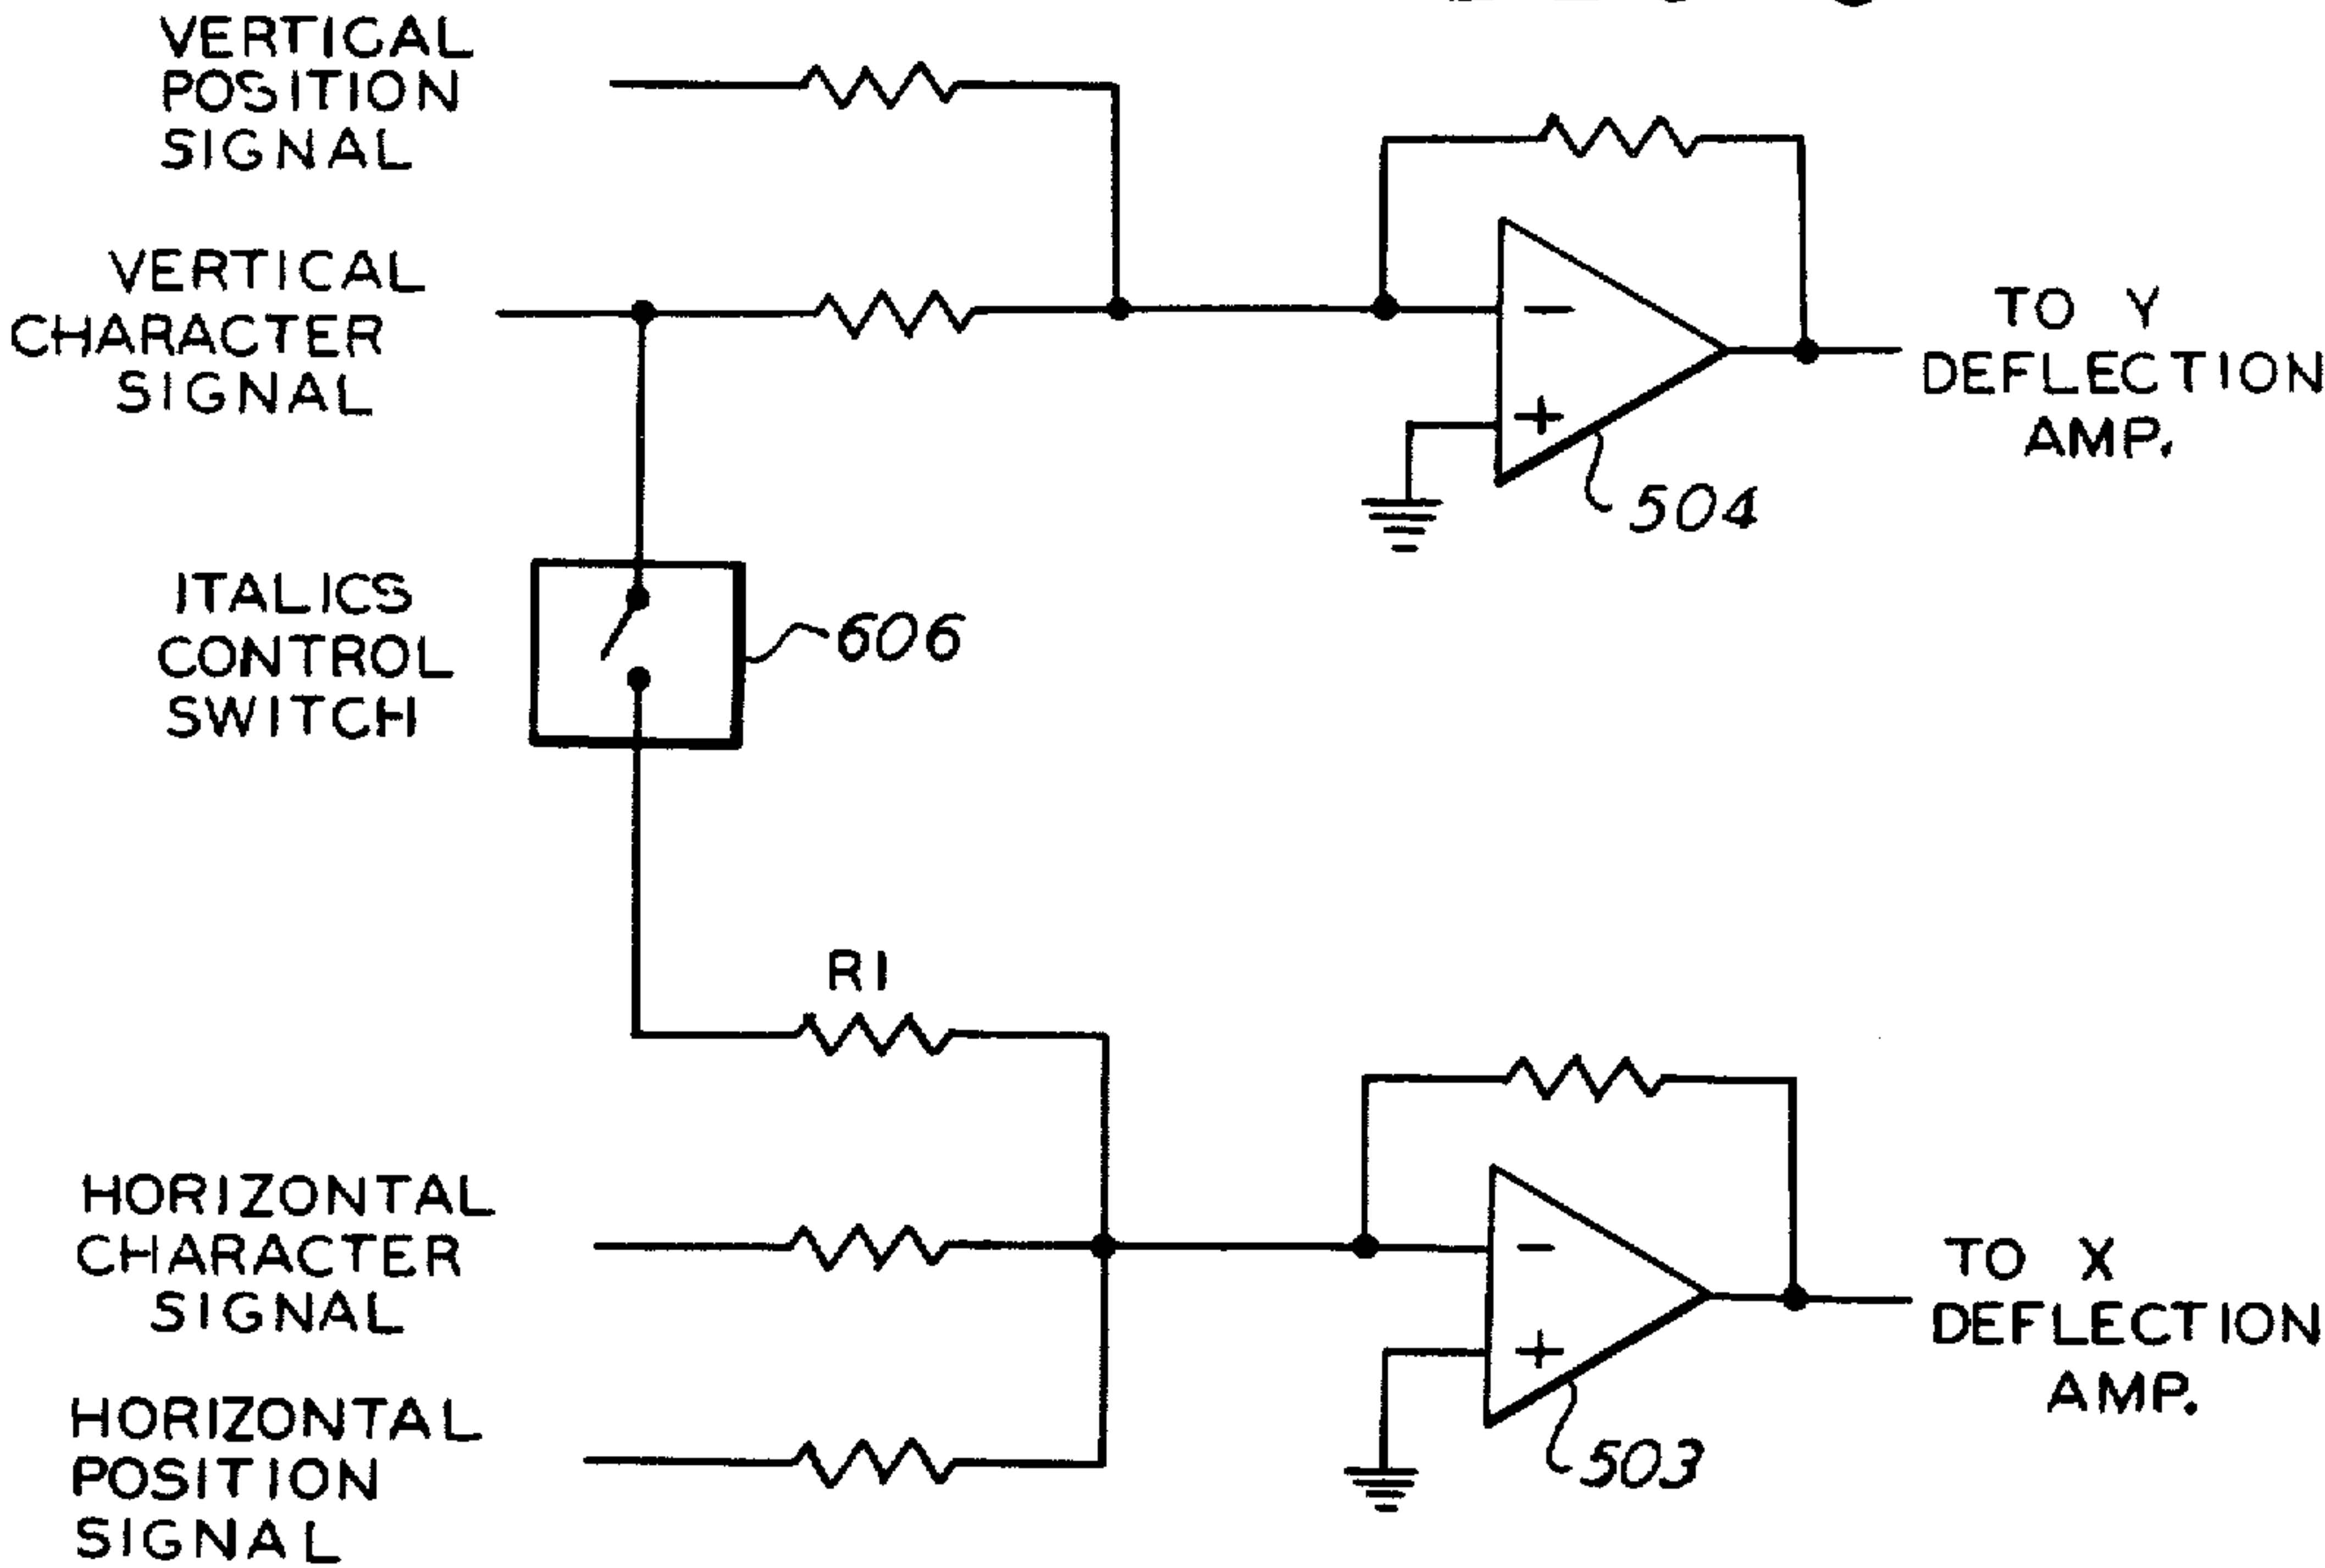 VERTICAL
POSITION
SIGNAL
VERTICAL
CHARACTER
SIGNAL
-
+
504
TO Y
DEFLECTION
AMP.
ITALICS
CONTROL
SWITCH
606
R1
HORIZONTAL
CHARACTER
SIGNAL
-
+
503
TO X
DEFLECTION
AMP.
HORIZONTAL
POSITION
SIGNAL